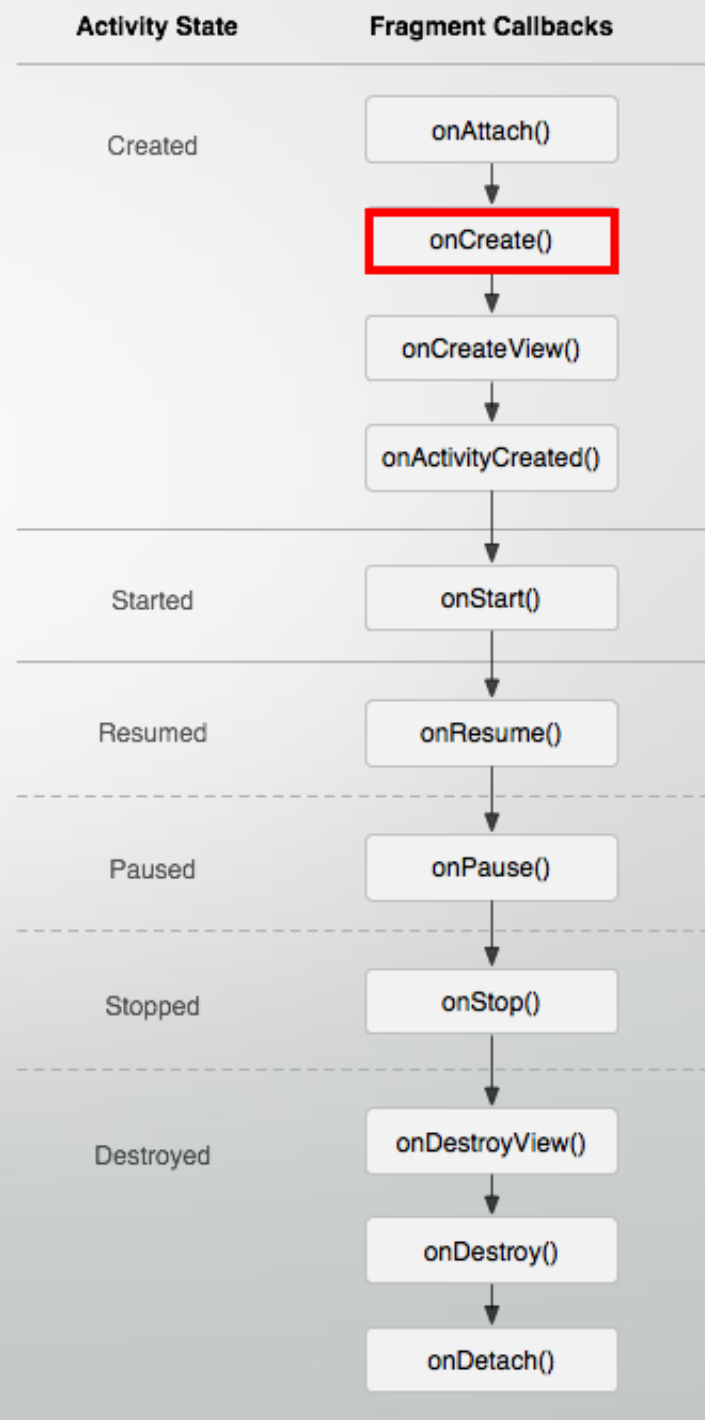 Activity State Fragment Callbacks
Created
onAttach()
onCreate()
onCreateView()
onActivityCreated()
Started
onStart()
Resumed
onResume()
Paused
onPause()
Stopped
onStop()
Destroyed
onDestroyView()
onDestroy()
onDetach()